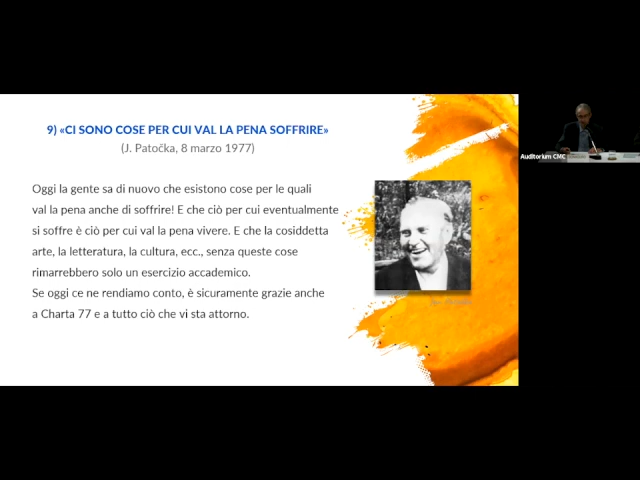 9) «CI SONO COSE PER CUI VAL LA PENA SOFFRIRE»
(J. Patočka, 8 marzo 1977)
Oggi la gente sa di nuovo che esistono cose per le quali
val la pena anche di soffrire! E che ciò per cui eventualmente
si soffre è ciò per cui val la pena vivere. E che la cosiddetta
arte, la letteratura, la cultura, ecc., senza queste cose
rimarrebbero solo un esercizio accademico.
Se oggi ce ne rendiamo conto, è sicuramente grazie anche
a Charta 77 e a tutto ciò che vi sta attorno.
Auditorium CMC